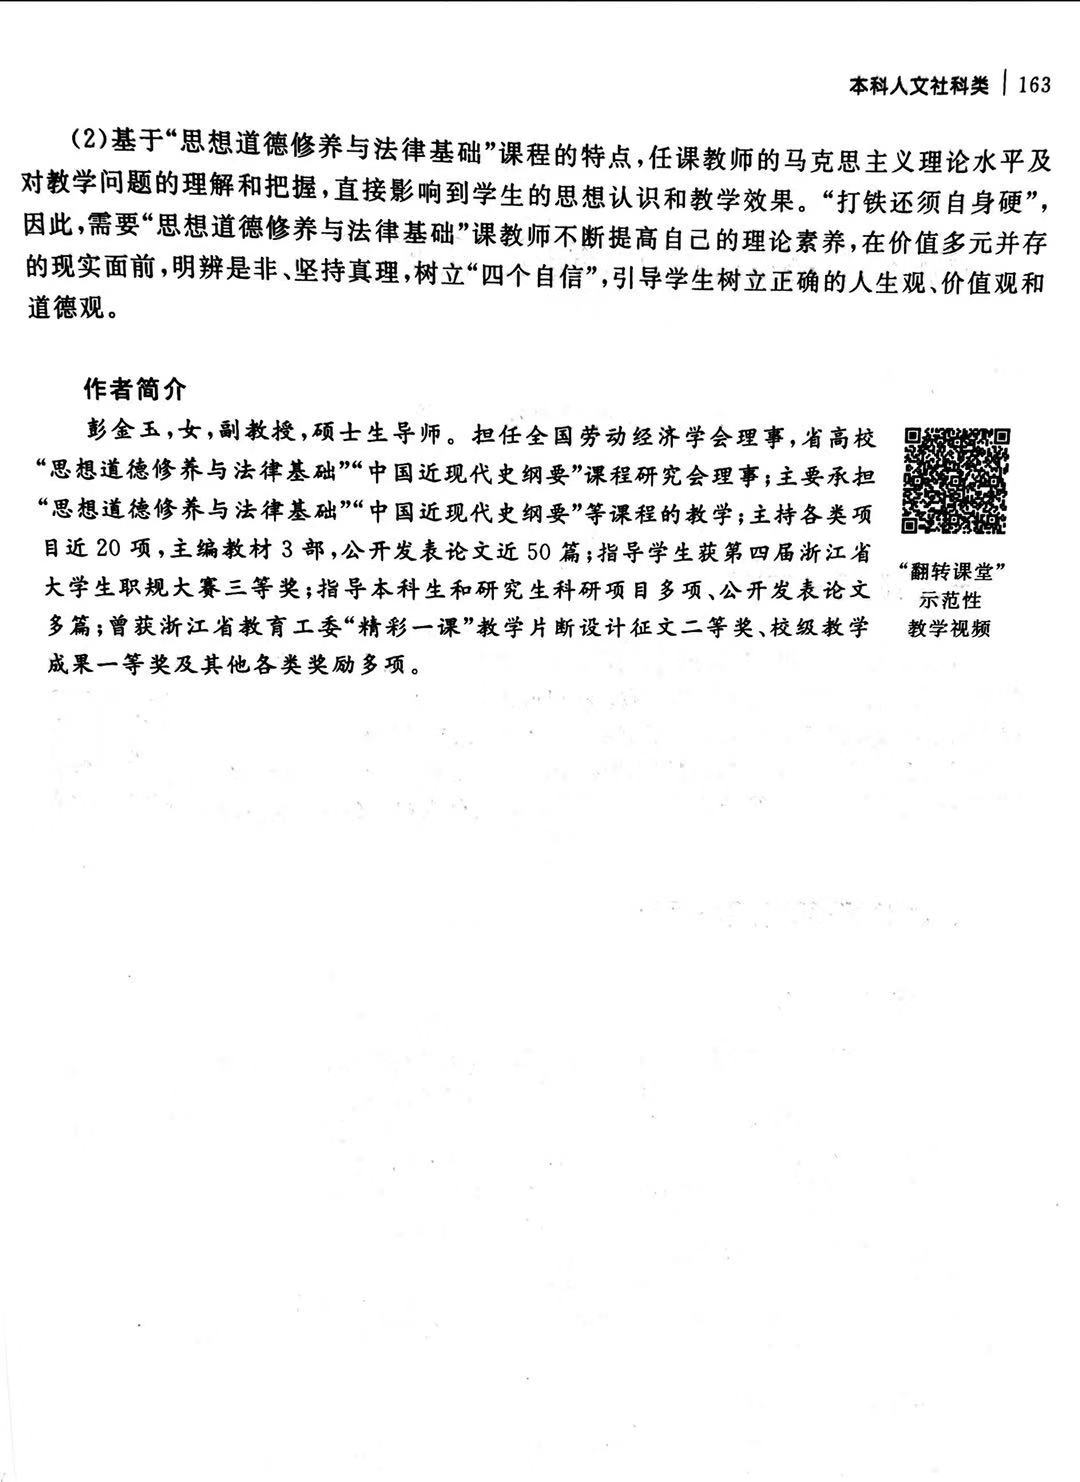 本科人文社科类 | 163
(2)基于“思想道德修养与法律基础”课程的特点,任课教师的马克思主义理论水平及
对教学问题的理解和把握,直接影响到学生的思想认识和教学效果。“打铁还须自身硬”,
因此,需要“思想道德修养与法律基础”课教师不断提高自己的理论素养,在价值多元并存
的现实面前,明辨是非、坚持真理,树立“四个自信”,引导学生树立正确的人生观、价值观和
道德观。
作者简介
彭金玉,女,副教授,硕士生导师。担任全国劳动经济学会理事,省高校
“思想道德修养与法律基础”“中国近现代史纲要”课程研究会理事;主要承担
“思想道德修养与法律基础”“中国近现代史纲要”等课程的教学;主持各类项
目近 20 项,主编教材 3 部,公开发表论文近 50 篇;指导学生获第四届浙江省
大学生职规大赛三等奖;指导本科生和研究生科研项目多项、公开发表论文
多篇;曾获浙江省教育工委“精彩一课”教学片断设计征文二等奖、校级教学
成果一等奖及其他各类奖励多项。
“翻转课堂”
示范性
教学视频